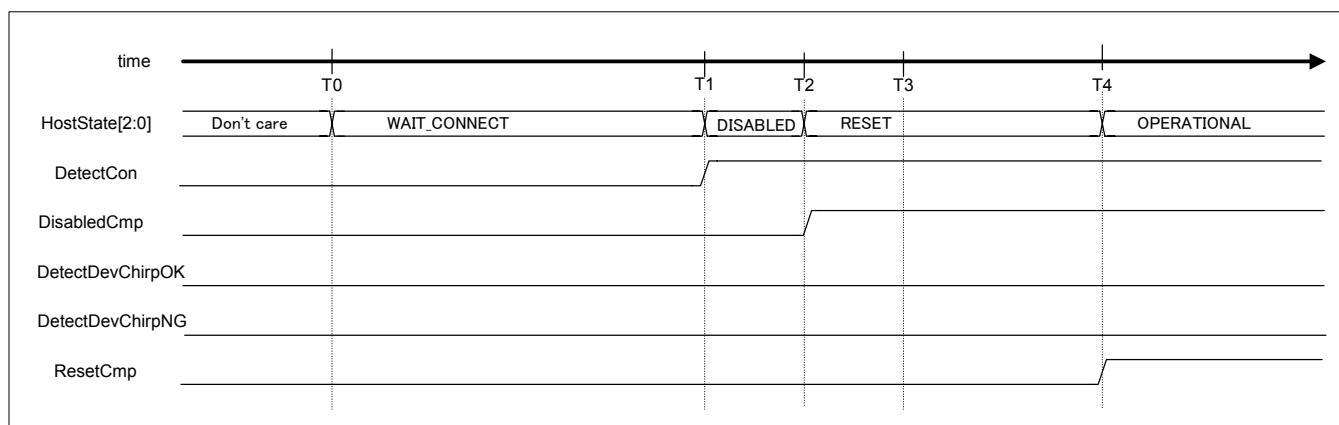 time
T0 T1 T2 T3 T4
HostState[2:0] Don't care WAIT_CONNECT DISABLED RESET OPERATIONAL
DetectCon
DisabledCmp
DetectDevChirpOK
DetectDevChirpNG
ResetCmp